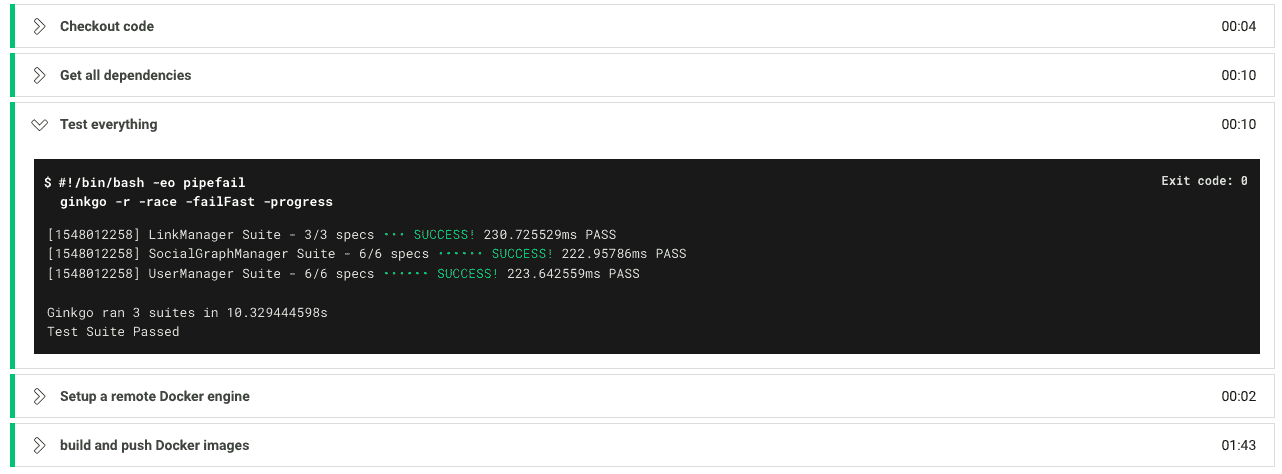 Checkout code 00:04
Get all dependencies 00:10
Test everything 00:10
$ #!/bin/bash -eo pipefail Exit code: 0
ginkgo -r -race -failFast -progress
[1548012258] LinkManager Suite - 3/3 specs ••• SUCCESS! 230.725529ms PASS
[1548012258] SocialGraphManager Suite - 6/6 specs •••••• SUCCESS! 222.95786ms PASS
[1548012258] UserManager Suite - 6/6 specs •••••• SUCCESS! 223.642559ms PASS
Ginkgo ran 3 suites in 10.329444598s
Test Suite Passed
Setup a remote Docker engine 00:02
build and push Docker images 01:43